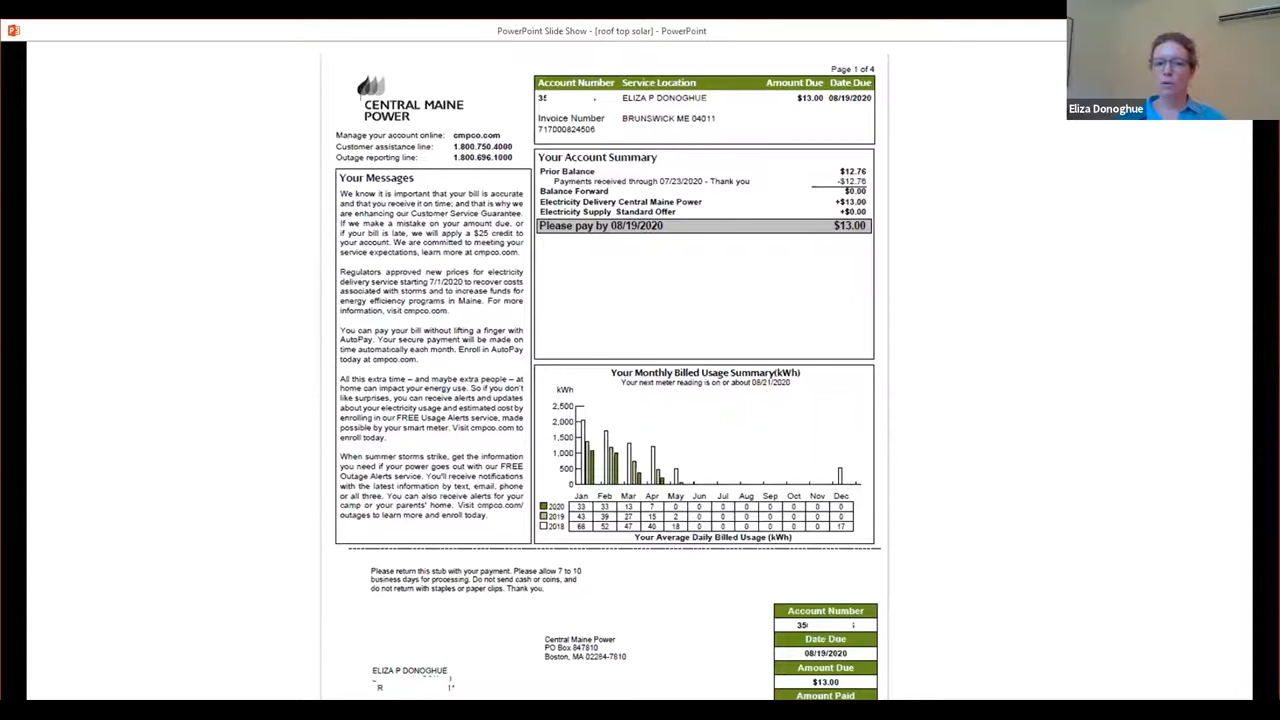 PowerPoint Slide Show - [roof top solar] - PowerPoint
Eliza Donoghue
CENTRAL MAINE
POWER
Manage your account online: cmpco.com
Customer assistance line: 1.800.750.4000
Outage reporting line: 1.800.696.1000
Page 1 of 4
Account Number Service Location Amount Due Date Due
35 ELIZA P DONOGHUE $13.00 08/19/2020
Invoice Number BRUNSWICK ME 04011
717000824506
Your Messages
We know it is important that your bill is accurate
and that you receive it on time; and that is why we
are enhancing our Customer Service Guarantee.
If we make a mistake on your amount due, or
if your bill is late, we will apply a $25 credit to
your account. We are committed to meeting your
service expectations, learn more at cmpco.com.
Regulators approved new prices for electricity
delivery service starting 7/1/2020 to recover costs
associated with storms and to increase funds for
energy efficiency programs in Maine. For more
information, visit cmpco.com.
You can pay your bill without lifting a finger with
AutoPay. Your secure payment will be made on
time automatically each month. Enroll in AutoPay
today at cmpco.com.
All this extra time – and maybe extra people – at
home can impact your energy use. So if you don't
like surprises, you can receive alerts and updates
about your electricity usage and estimated cost by
enrolling in our FREE Usage Alerts service, made
possible by your smart meter. Visit cmpco.com to
enroll today.
When summer storms strike, get the information
you need if your power goes out with our FREE
Outage Alerts service. You'll receive notifications
with the latest information by text, email, phone
or all three. You can also receive alerts for your
camp or your parents' home. Visit cmpco.com/
outages to learn more and enroll today.
Your Account Summary
Prior Balance $12.76
Payments received through 07/23/2020 - Thank you -$12.76
Balance Forward $0.00
Electricity Delivery Central Maine Power +$13.00
Electricity Supply Standard Offer +$0.00
Please pay by 08/19/2020 $13.00
Your Monthly Billed Usage Summary(kWh)
Your next meter reading is on or about 08/21/2020
kWh
2,500
2,000
1,500
1,000
500
0
Jan Feb Mar Apr May Jun Jul Aug Sep Oct Nov Dec
2020 33 33 13 7 0 0 0 0 0 0 0 0
2019 43 39 27 15 2 0 0 0 0 0 0 0
2018 66 52 47 40 18 0 0 0 0 0 0 17
Your Average Daily Billed Usage (kWh)
Please return this stub with your payment. Please allow 7 to 10
business days for processing. Do not send cash or coins, and
do not return with staples or paper clips. Thank you.
Central Maine Power
PO Box 847810
Boston, MA 02284-7810
ELIZA P DONOGHUE
R
Account Number
Date Due
08/19/2020
Amount Due
$13.00
Amount Paid